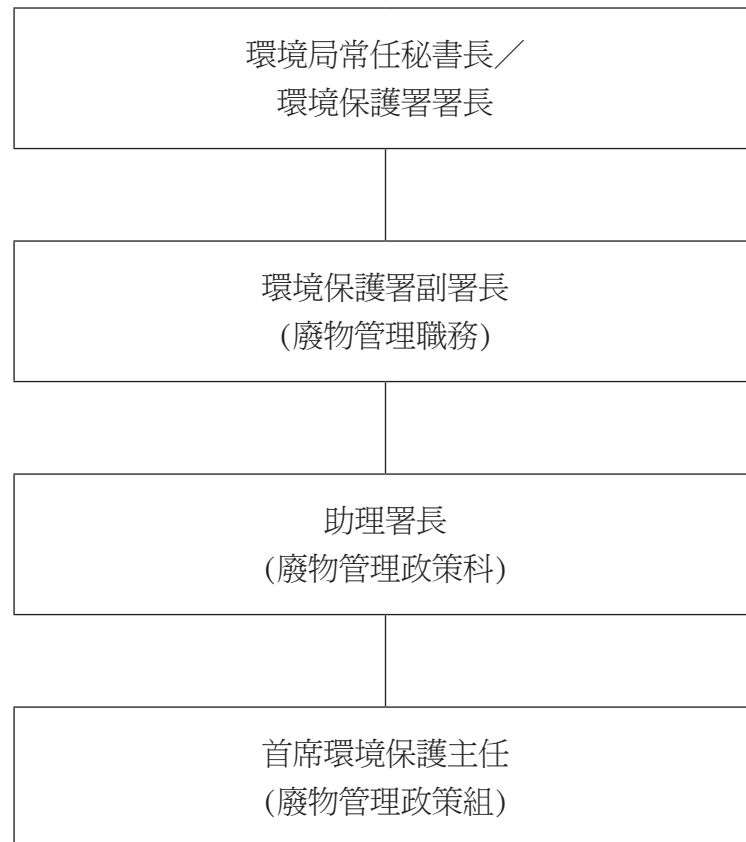 環境局常任秘書長／
環境保護署署長
環境保護署副署長
(廢物管理職務)
助理署長
(廢物管理政策科)
首席環境保護主任
(廢物管理政策組)